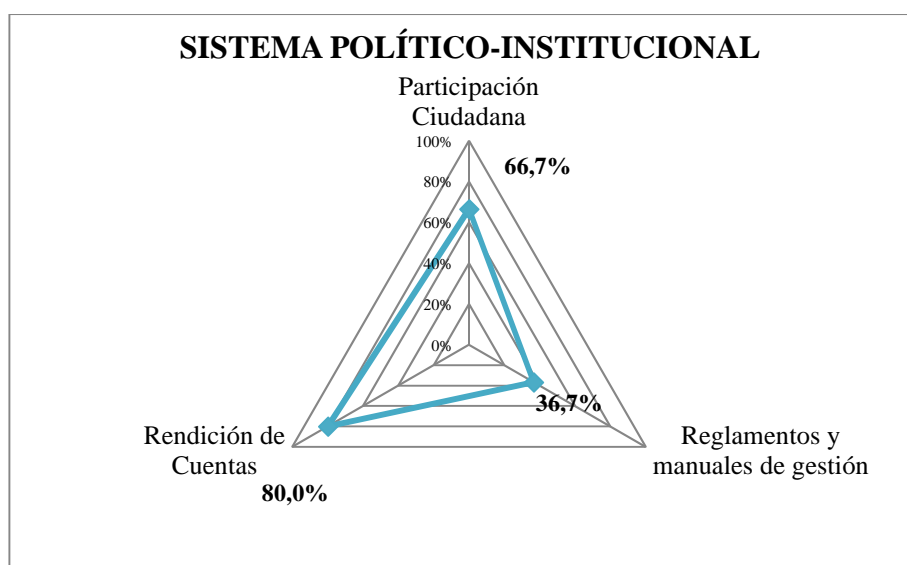 SISTEMA POLÍTICO-INSTITUCIONAL
Participación
Ciudadana
100%
66,7%
80%
60%
40%
20%
0%
36,7%
Rendición de
Cuentas
80,0%
Reglamentos y
manuales de gestión